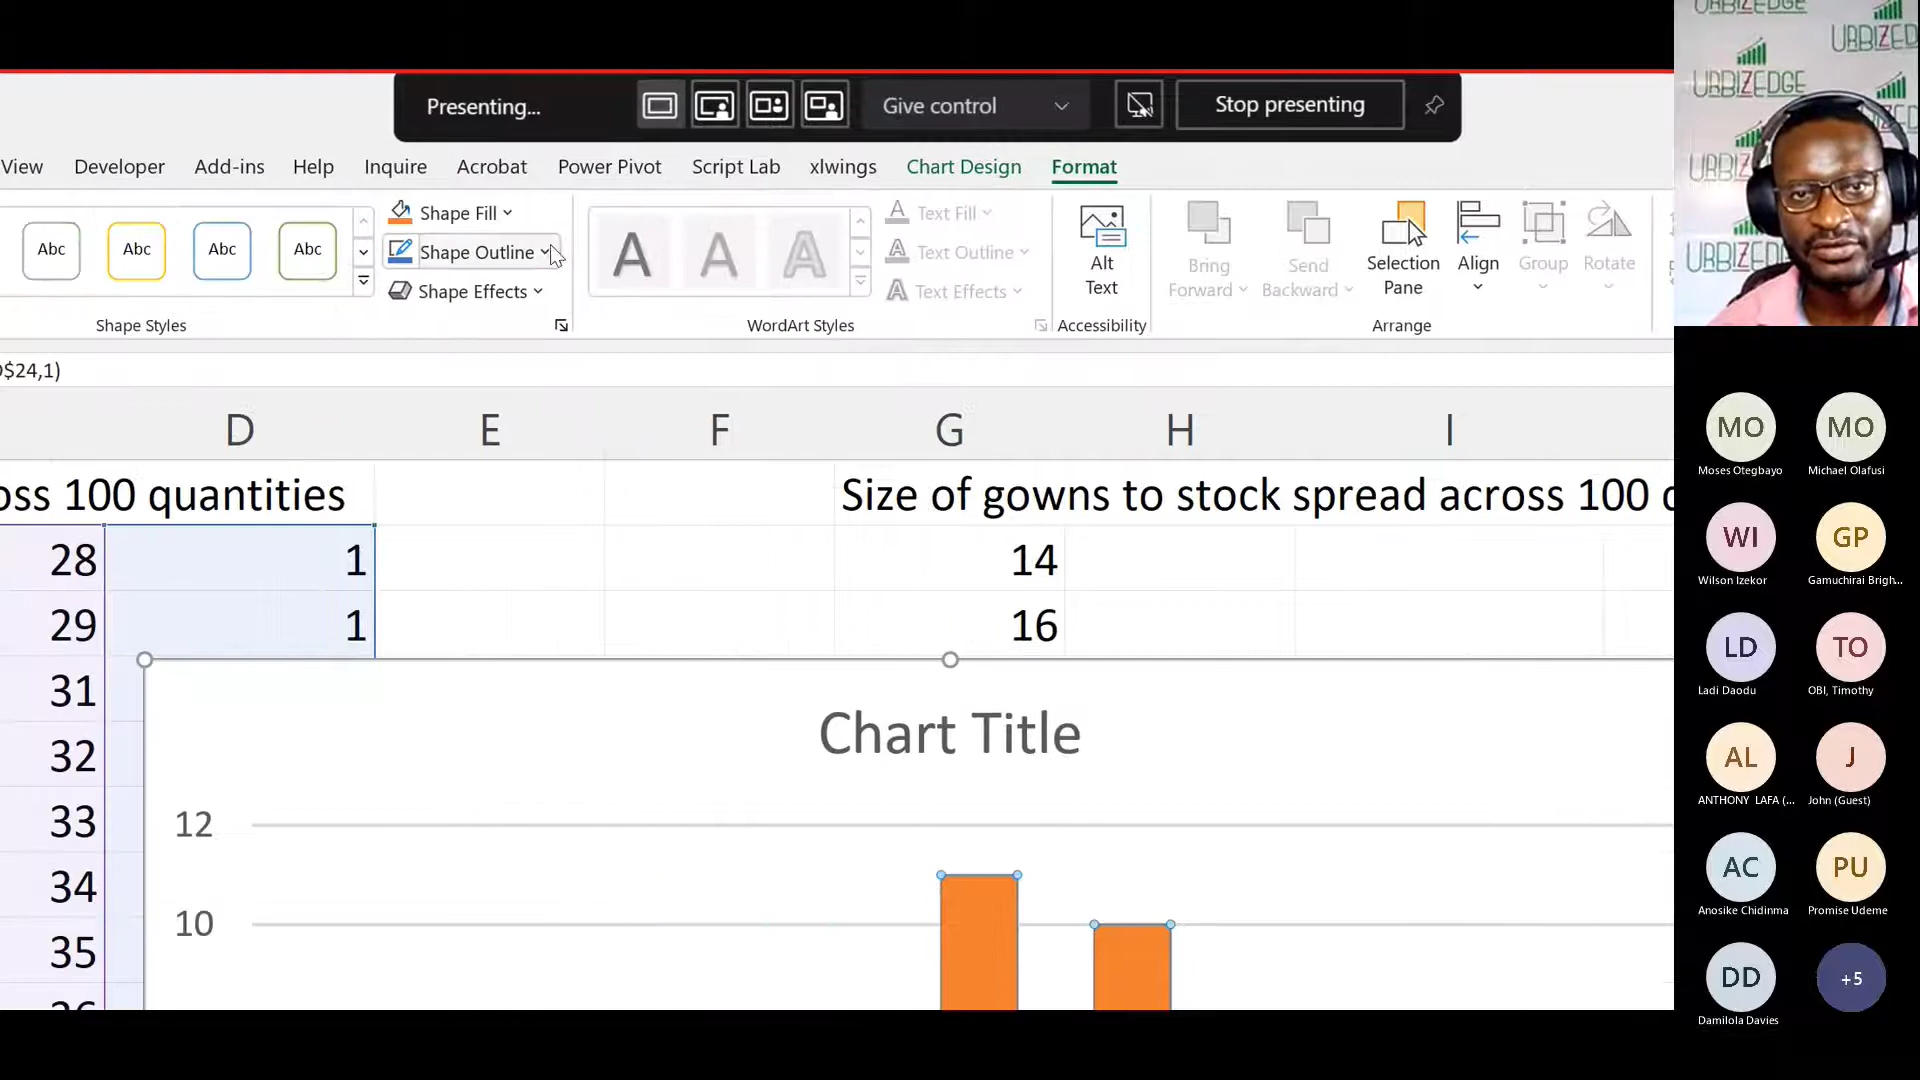 Presenting...
Give control
Stop presenting
View
Developer
Add-ins
Help
Inquire
Acrobat
Power Pivot
Script Lab
xlwings
Chart Design
Format
Abc
Abc
Abc
Abc
Shape Fill
Shape Outline
Shape Effects
Shape Styles
A
A
A
WordArt Styles
Text Fill
Text Outline
Text Effects
Alt
Text
Accessibility
Bring
Forward
Send
Backward
Selection
Pane
Align
Group
Rotate
Arrange
$24,1)
D
E
F
G
H
I
oss 100 quantities
Size of gowns to stock spread across 100
28
1
14
29
1
16
31
32
33
34
35
Chart Title
12
10
URBIZEDGE
URBIZED
URBIZEDGE
URBIZEDGE
MO
Moses Otegbayo
MO
Michael Olafusi
WI
Wilson Izekor
GP
Gamuchirai Brigh...
LD
Ladi Daodu
TO
OBI, Timothy
AL
ANTHONY LAFA (...
J
John (Guest)
AC
Anosike Chidinma
PU
Promise Udeme
DD
Damilola Davies
+5